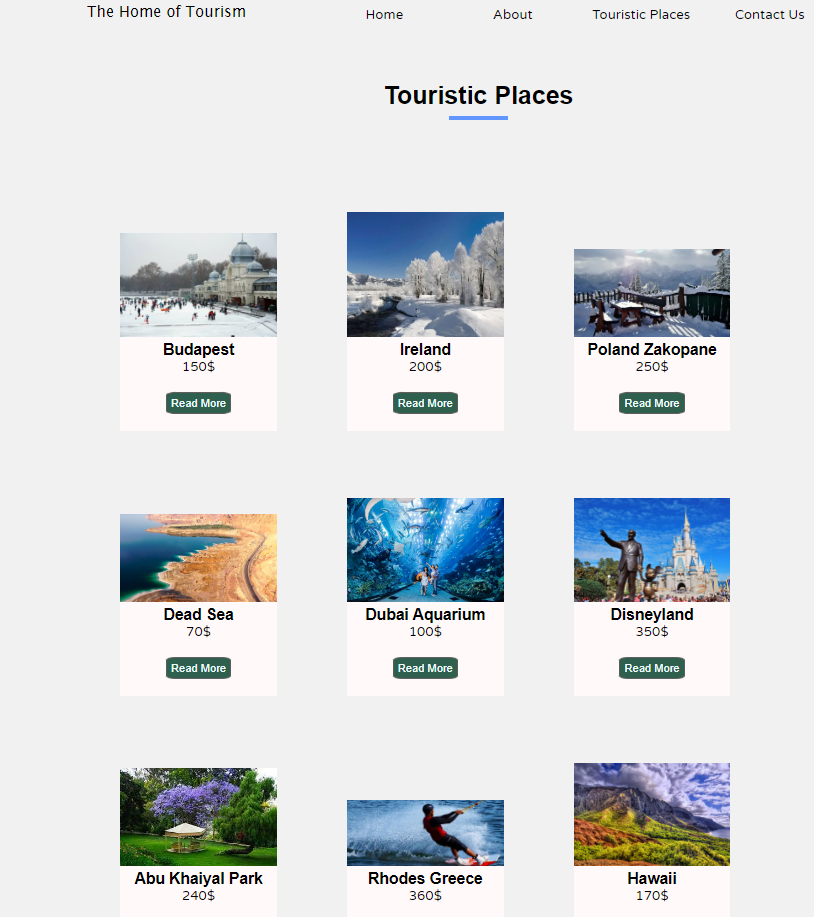 The Home of Tourism
Home
About
Touristic Places
Contact Us
Touristic Places
Budapest
150$
Read More
Ireland
200$
Read More
Poland Zakopane
250$
Read More
Dead Sea
70$
Read More
Dubai Aquarium
100$
Read More
Disneyland
350$
Read More
Abu Khaiyal Park
240$
Rhodes Greece
360$
Hawaii
170$